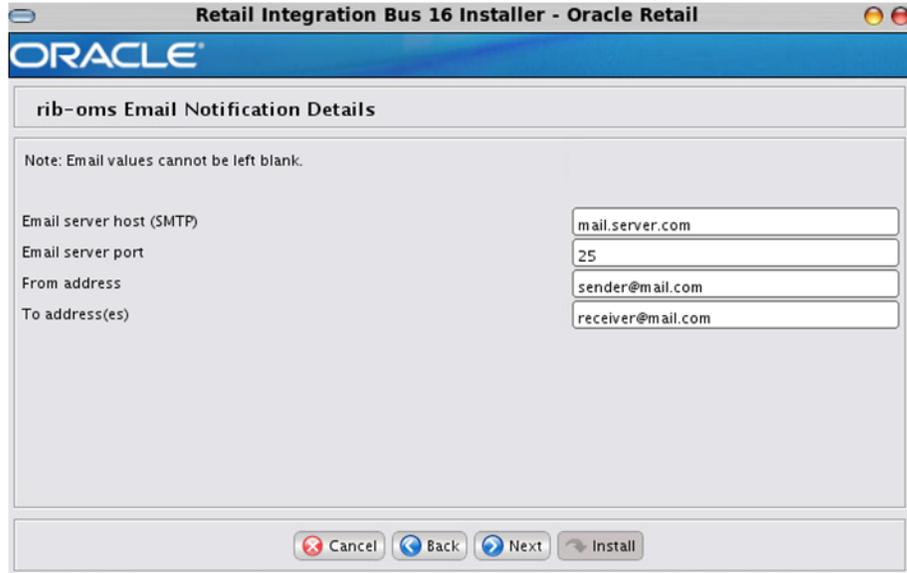 Retail Integration Bus 16 Installer - Oracle Retail
ORACLE®
rib-oms Email Notification Details
Note: Email values cannot be left blank.
Email server host (SMTP) mail.server.com
Email server port 25
From address sender@mail.com
To address(es) receiver@mail.com
Cancel Back Next Install